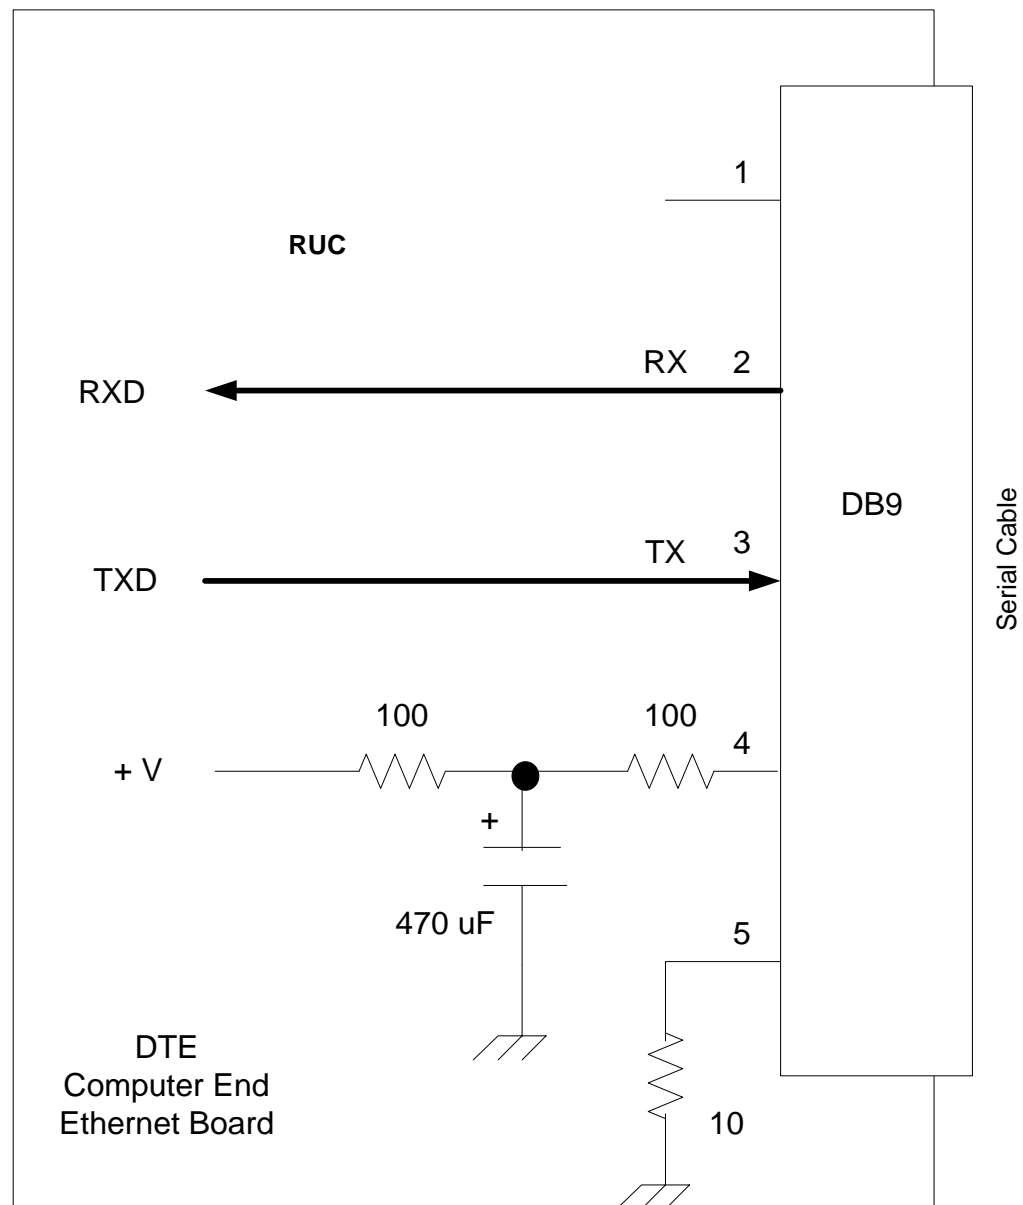 1
RUC
RX 2
RXD
DB9
Serial Cable
TX 3
TXD
100 100 4
+ V
+
470 uF
5
DTE
Computer End
Ethernet Board
10